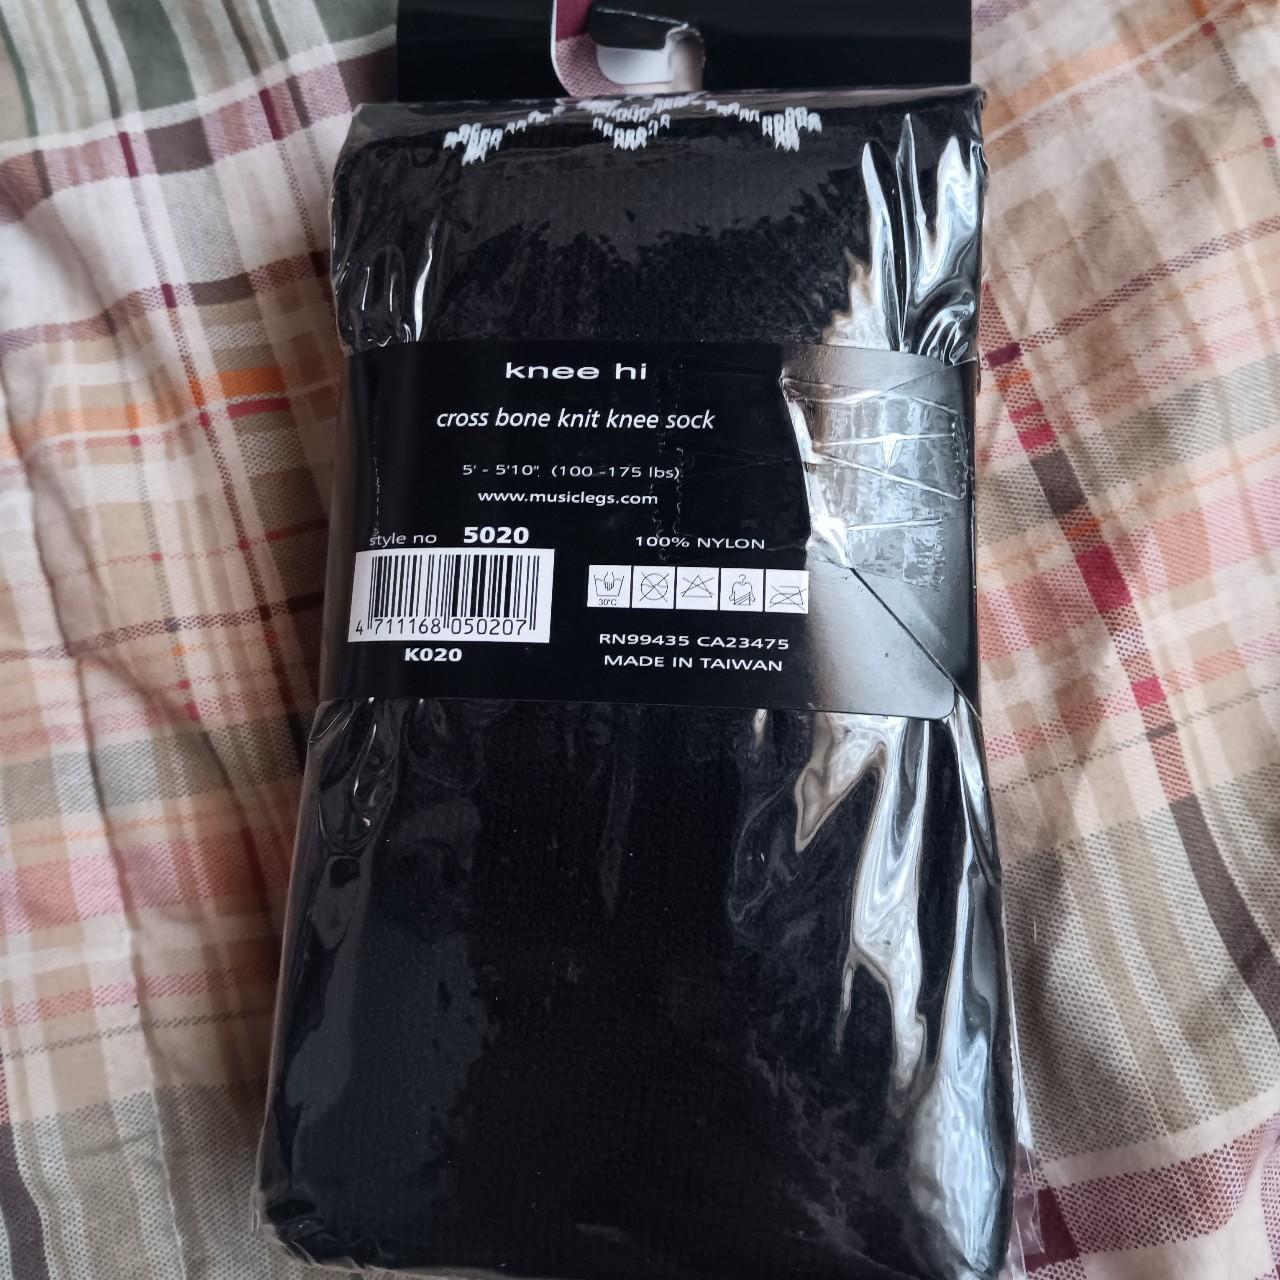 knee hi
cross bone knit knee sock
5' - 5'10" (100 -175 lbs)
www.musiclegs.com
style no 5020
4 711168 050207
K020
100% NYLON
30°C
RN99435 CA23475
MADE IN TAIWAN